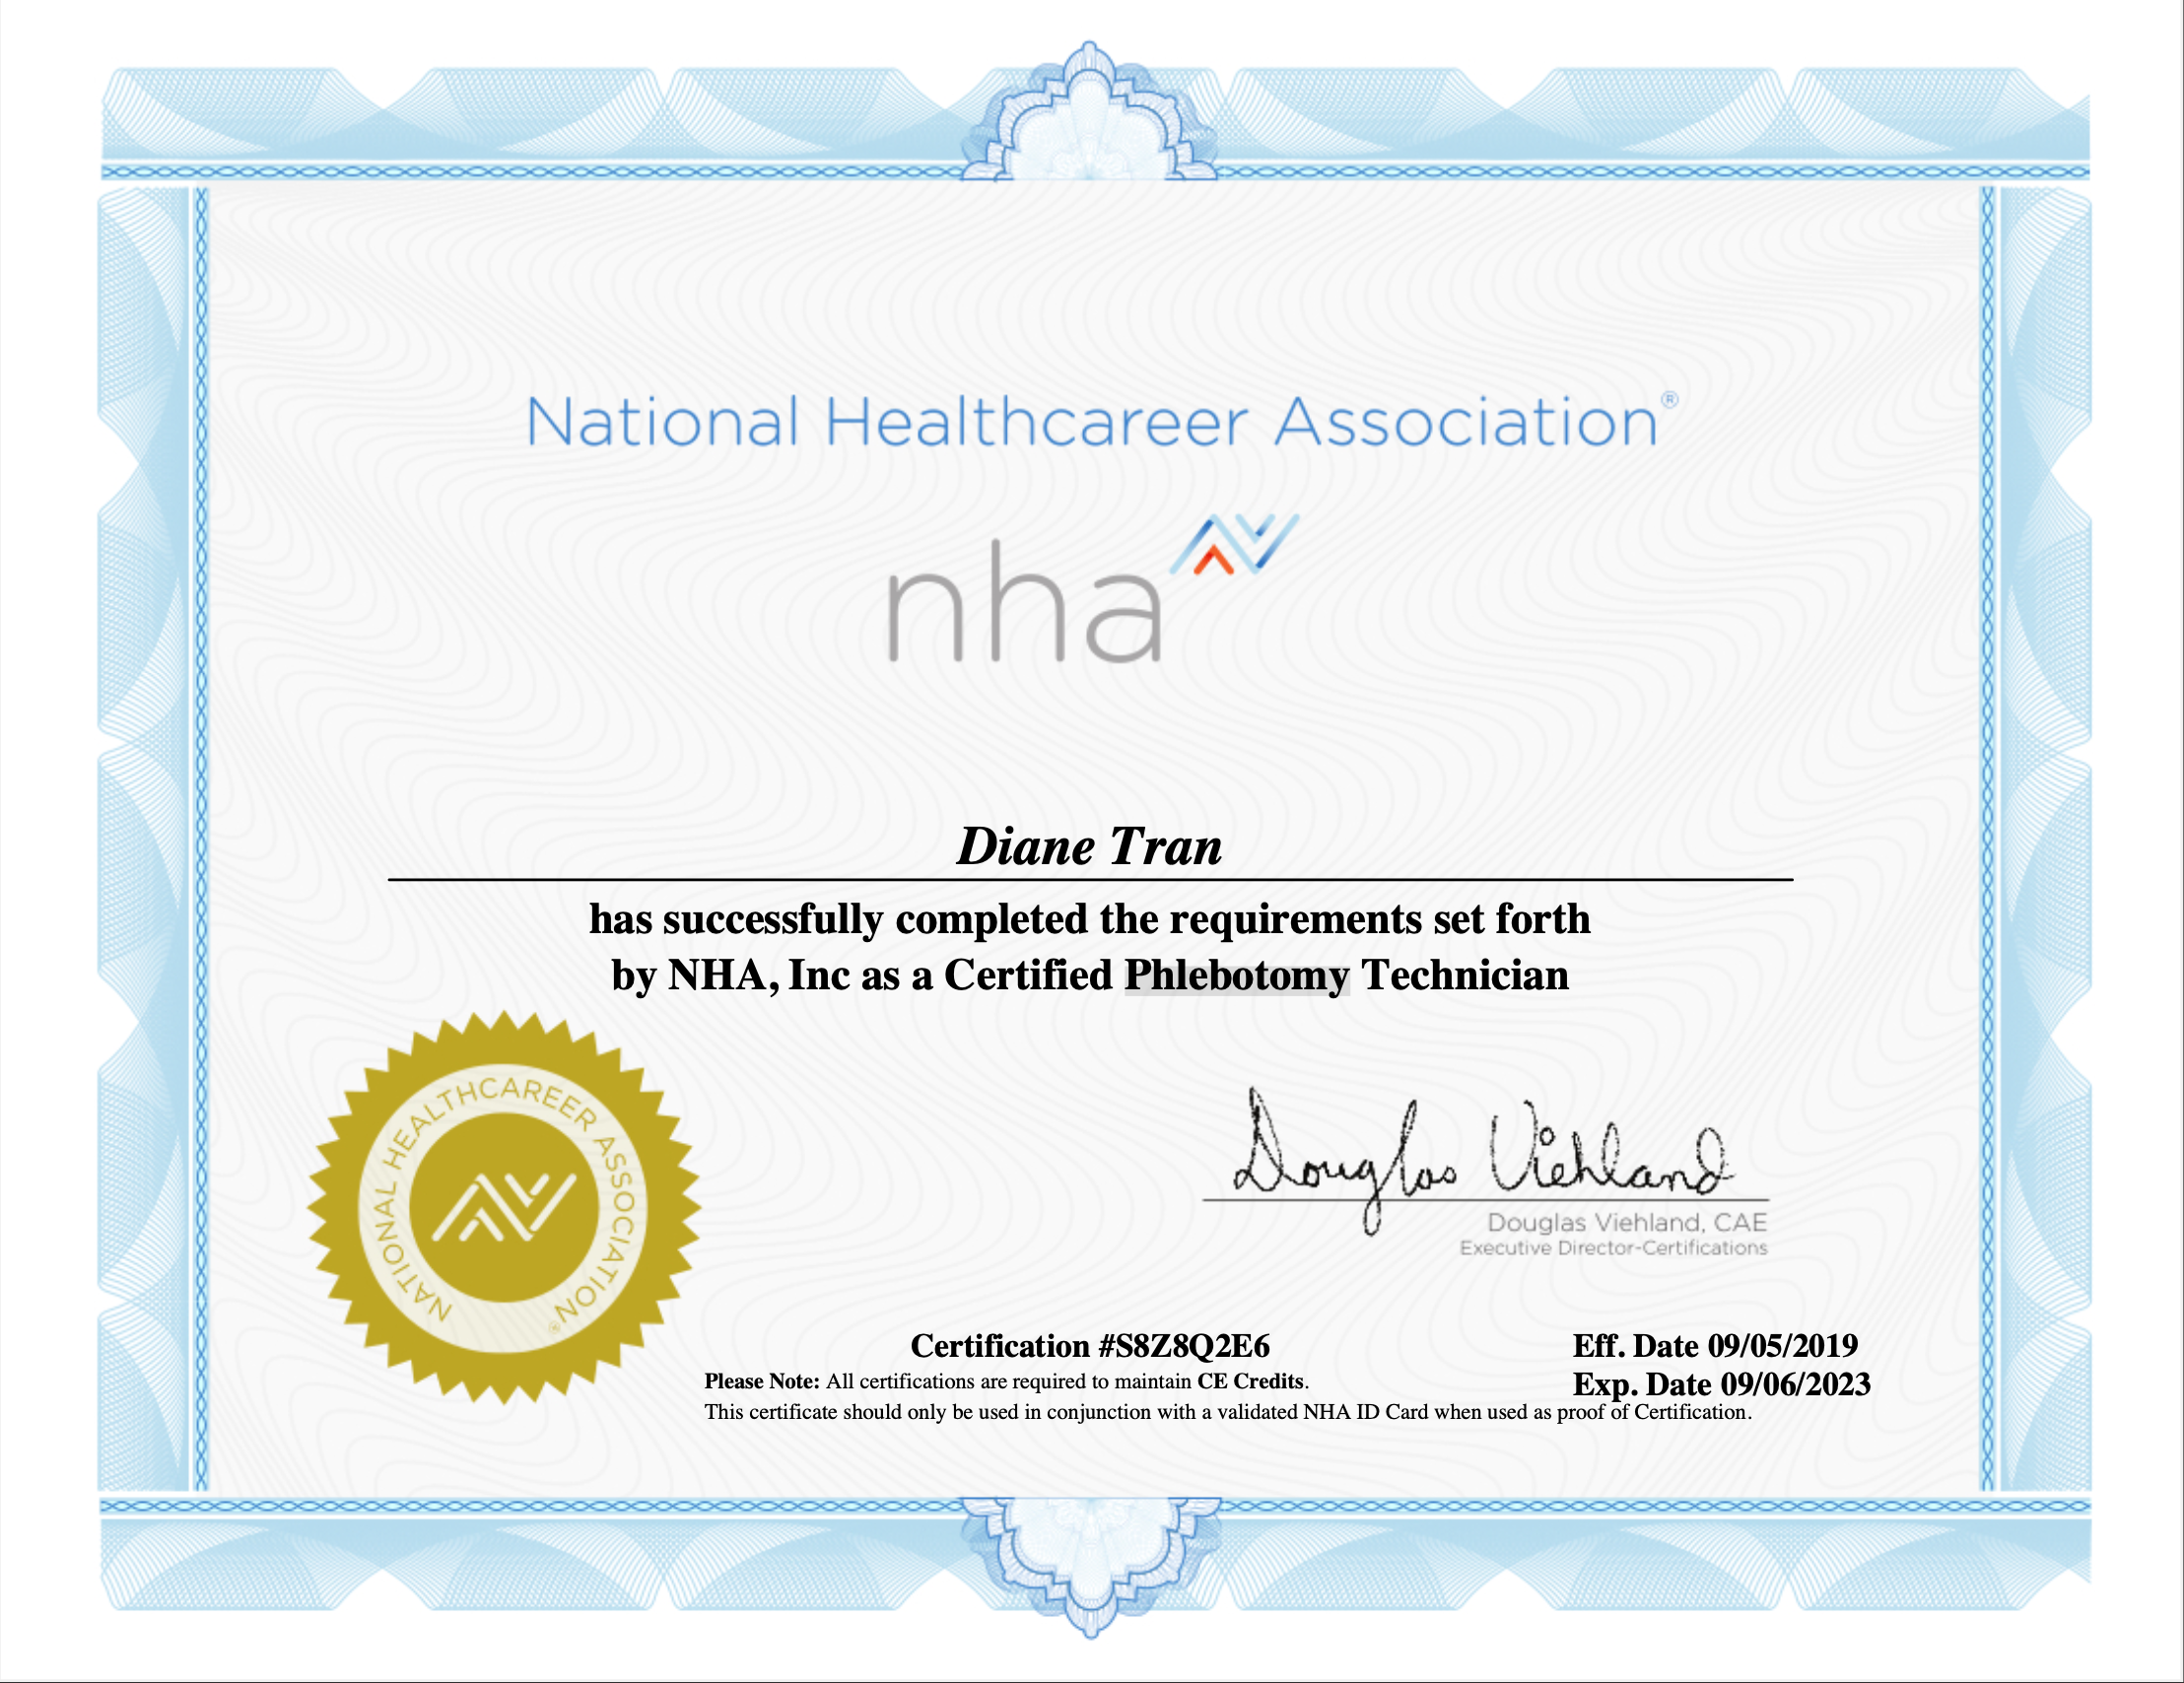 National Healthcareer Association®
nha
Diane Tran
has successfully completed the requirements set forth
by NHA, Inc as a Certified Phlebotomy Technician
NATIONAL HEALTHCAREER ASSOCIATION®
Douglas Viehland
Douglas Viehland, CAE
Executive Director-Certifications
Certification #S8Z8Q2E6
Eff. Date 09/05/2019
Please Note: All certifications are required to maintain CE Credits.
Exp. Date 09/06/2023
This certificate should only be used in conjunction with a validated NHA ID Card when used as proof of Certification.